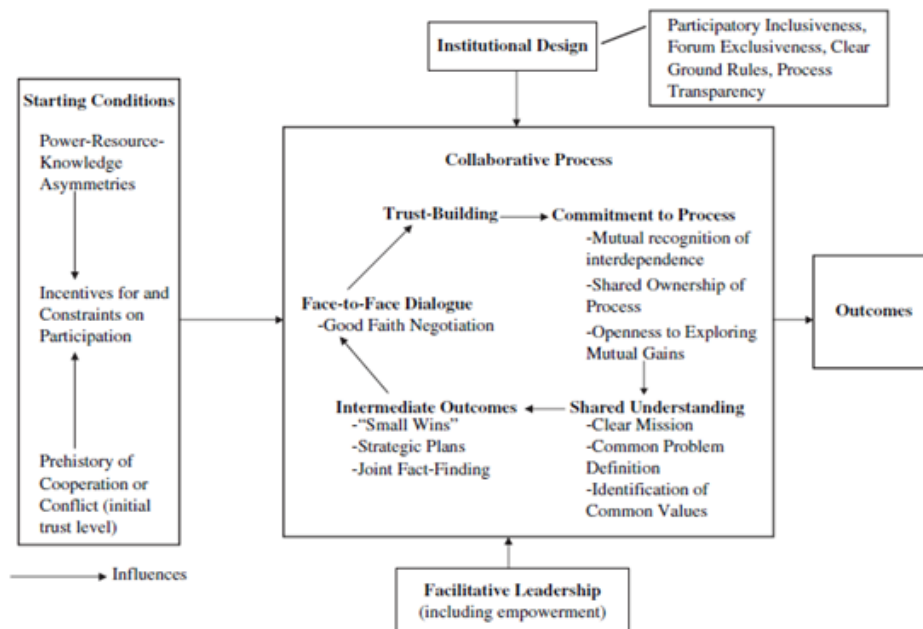 Institutional Design
Participatory Inclusiveness,
Forum Exclusiveness, Clear
Ground Rules, Process
Transparency
Starting Conditions
Power-Resource-
Knowledge
Asymmetries
Incentives for and
Constraints on
Participation
Prehistory of
Cooperation or
Conflict (initial
trust level)
Influences
Collaborative Process
Trust-Building
Commitment to Process
-Mutual recognition of
interdependence
-Shared Ownership of
Process
-Openness to Exploring
Mutual Gains
Face-to-Face Dialogue
-Good Faith Negotiation
Intermediate Outcomes
-“Small Wins”
-Strategic Plans
-Joint Fact-Finding
Shared Understanding
-Clear Mission
-Common Problem
Definition
-Identification of
Common Values
Outcomes
Facilitative Leadership
(including empowerment)